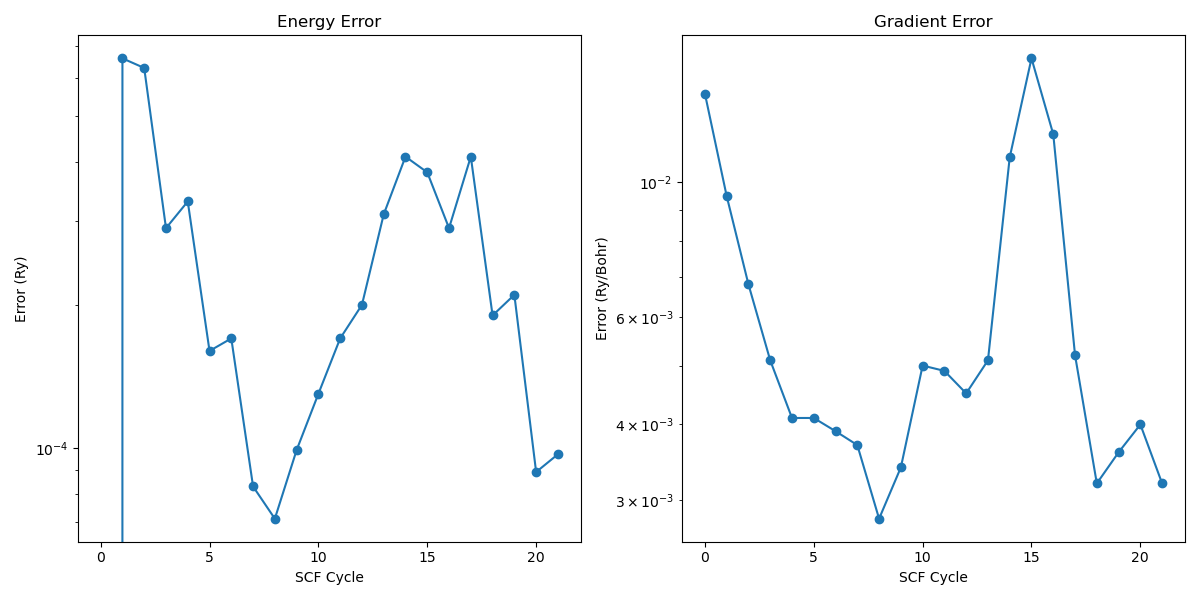 Energy Error
Error (Ry)
10⁻⁴
0 5 10 15 20
SCF Cycle
Gradient Error
Error (Ry/Bohr)
10⁻²
6 × 10⁻³
4 × 10⁻³
3 × 10⁻³
0 5 10 15 20
SCF Cycle